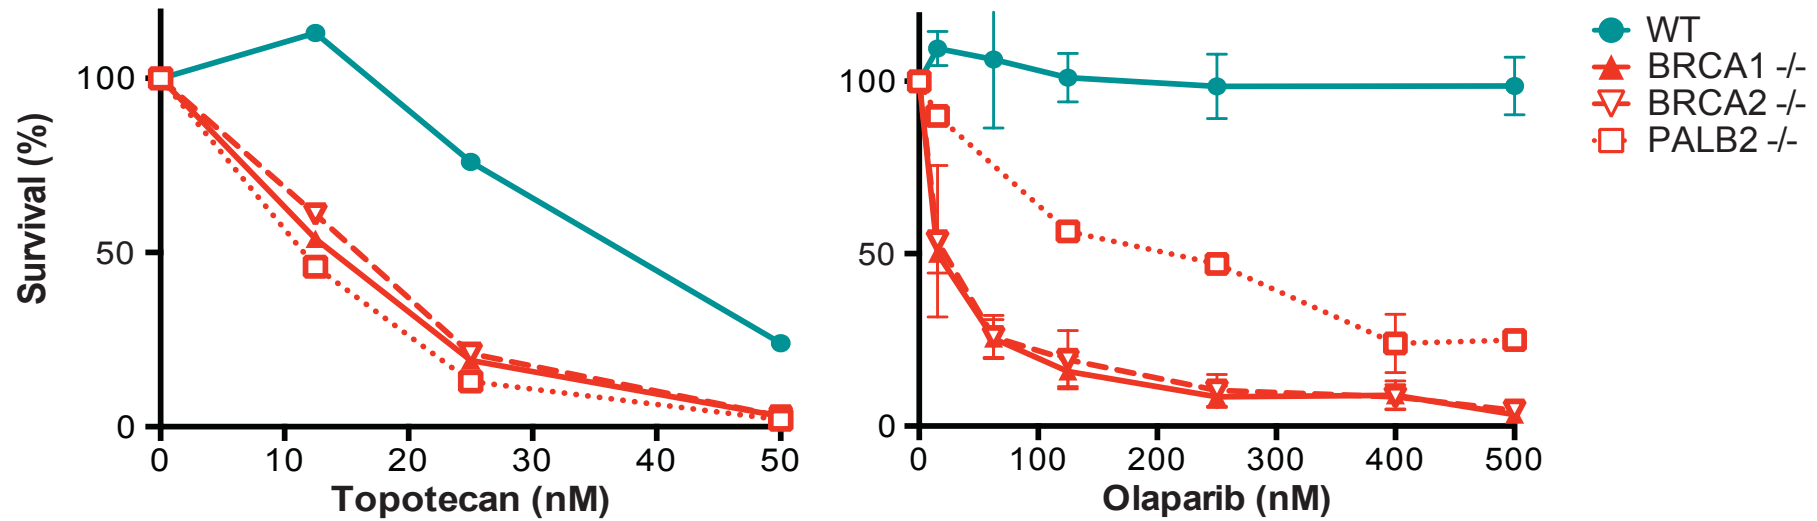 Survival (%)
100
50
0
0 10 20 30 40 50
Topotecan (nM)
100
50
0
0 100 200 300 400 500
Olaparib (nM)
WT
BRCA1 -/-
BRCA2 -/-
PALB2 -/-